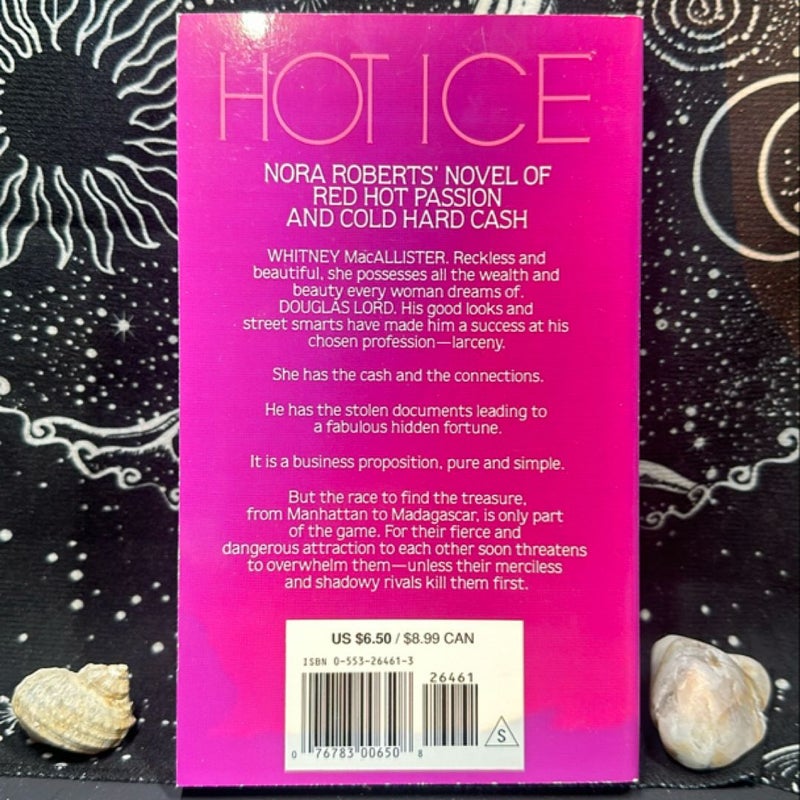 HOT ICE
NORA ROBERTS' NOVEL OF
RED HOT PASSION
AND COLD HARD CASH
WHITNEY MacALLISTER. Reckless and
beautiful, she possesses all the wealth and
beauty every woman dreams of.
DOUGLAS LORD. His good looks and
street smarts have made him a success at his
chosen profession—larceny.
She has the cash and the connections.
He has the stolen documents leading to
a fabulous hidden fortune.
It is a business proposition, pure and simple.
But the race to find the treasure,
from Manhattan to Madagascar, is only part
of the game. For their fierce and
dangerous attraction to each other soon threatens
to overwhelm them—unless their merciless
and shadowy rivals kill them first.
US $6.50 / $8.99 CAN
ISBN 0-553-26461-3
26461
S
0 76783 00650 8